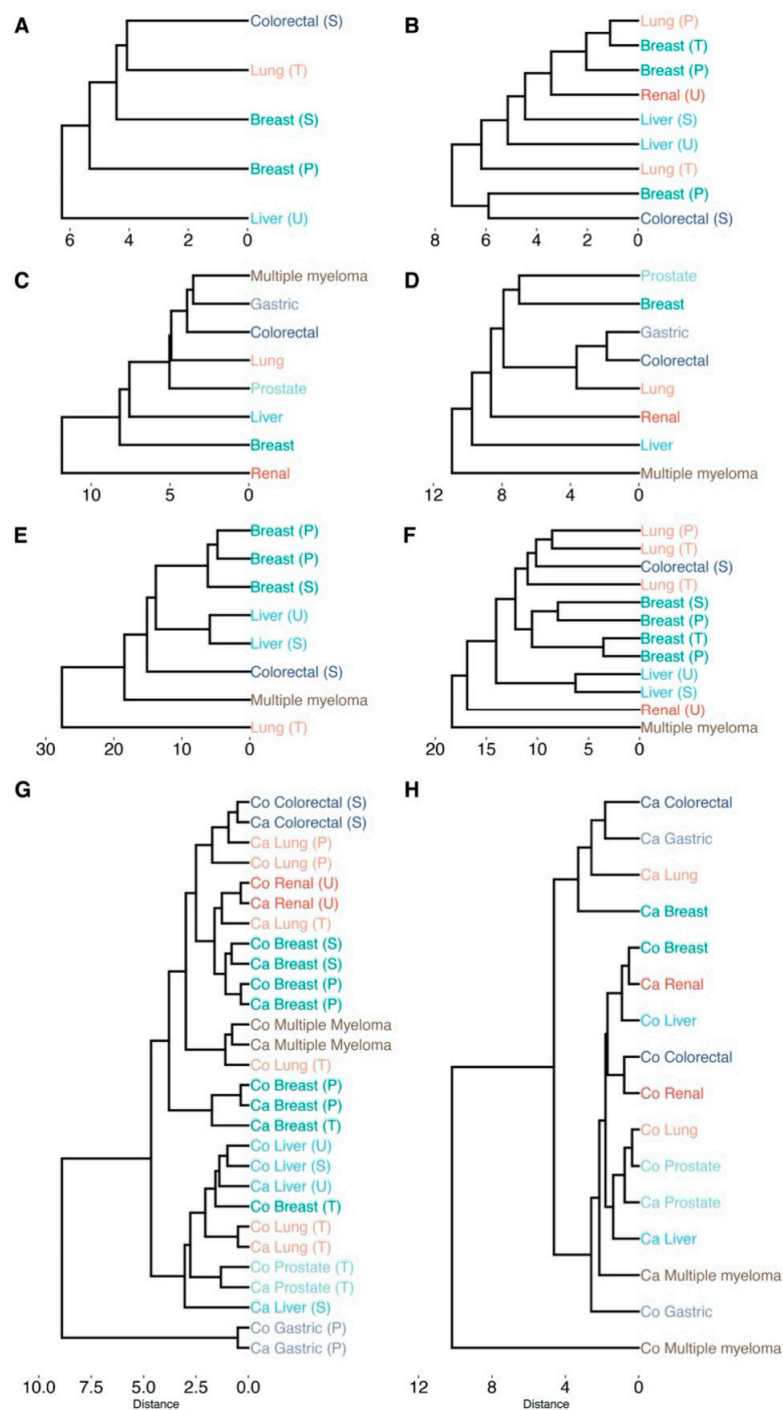 A
Colorectal (S)
Lung (T)
Breast (S)
Breast (P)
Liver (U)
6 4 2 0
B
Lung (P)
Breast (T)
Breast (P)
Renal (U)
Liver (S)
Liver (U)
Lung (T)
Breast (P)
Colorectal (S)
8 6 4 2 0
C
Multiple myeloma
Gastric
Colorectal
Lung
Prostate
Liver
Breast
Renal
10 5 0
D
Prostate
Breast
Gastric
Colorectal
Lung
Renal
Liver
Multiple myeloma
12 8 4 0
E
Breast (P)
Breast (P)
Breast (S)
Liver (U)
Liver (S)
Colorectal (S)
Multiple myeloma
Lung (T)
30 20 10 0
F
Lung (P)
Lung (T)
Colorectal (S)
Lung (T)
Breast (S)
Breast (P)
Breast (T)
Breast (P)
Liver (U)
Liver (S)
Renal (U)
Multiple myeloma
20 15 10 5 0
G
Co Colorectal (S)
Ca Colorectal (S)
Ca Lung (P)
Co Lung (P)
Co Renal (U)
Ca Renal (U)
Ca Lung (T)
Co Breast (S)
Ca Breast (S)
Co Breast (P)
Ca Breast (P)
Co Multiple Myeloma
Ca Multiple Myeloma
Co Lung (T)
Co Breast (P)
Ca Breast (P)
Ca Breast (T)
Co Liver (U)
Co Liver (S)
Ca Liver (U)
Co Breast (T)
Co Lung (T)
Ca Lung (T)
Co Prostate (T)
Ca Prostate (T)
Ca Liver (S)
Co Gastric (P)
Ca Gastric (P)
10.0 7.5 5.0 2.5 0.0
Distance
H
Ca Colorectal
Ca Gastric
Ca Lung
Ca Breast
Co Breast
Ca Renal
Co Liver
Co Colorectal
Co Renal
Co Lung
Co Prostate
Ca Prostate
Ca Liver
Ca Multiple myeloma
Co Gastric
Co Multiple myeloma
12 8 4 0
Distance